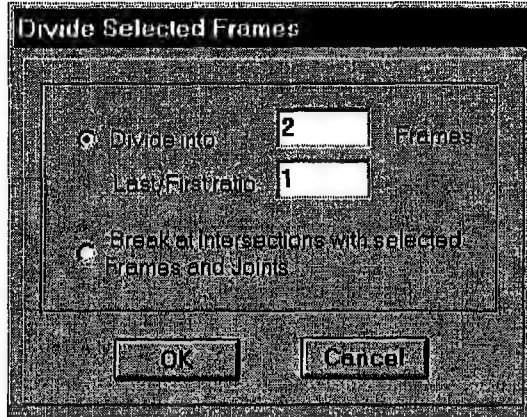 Divide Selected Frames
Divide into 2 Frames
Last/First ratio 1
Break at intersections with selected
Frames and Joints
OK Cancel